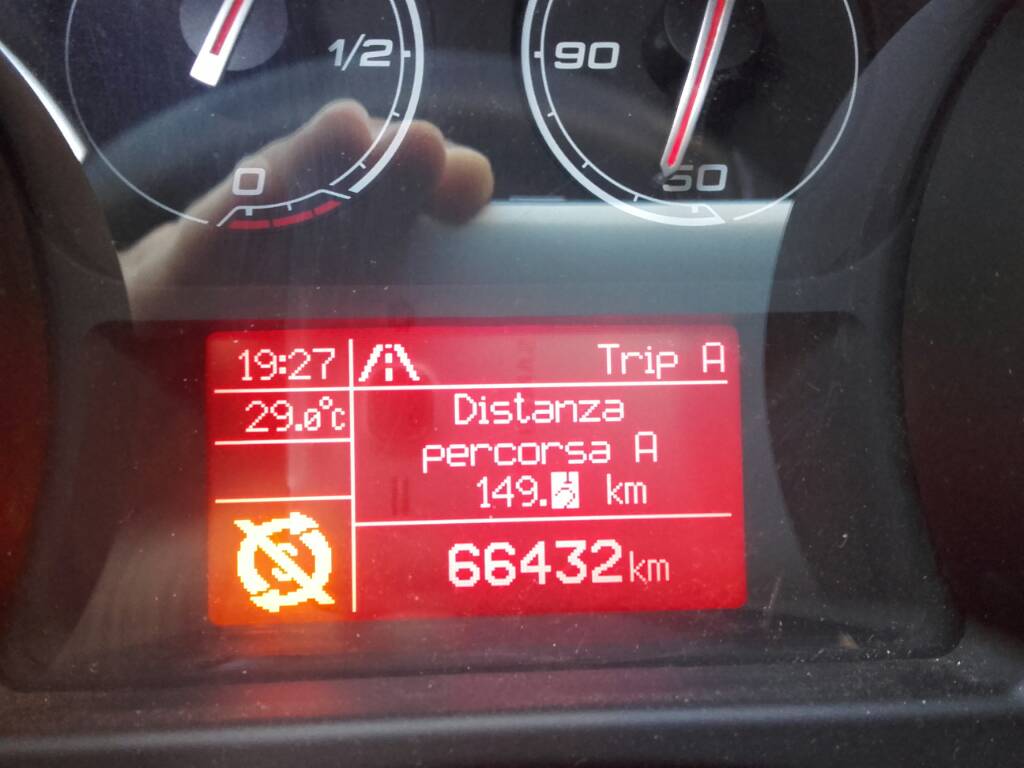 1/2
90
0
50
19:27
Trip A
29.0°C
Distanza
percorsa A
149. km
66432km